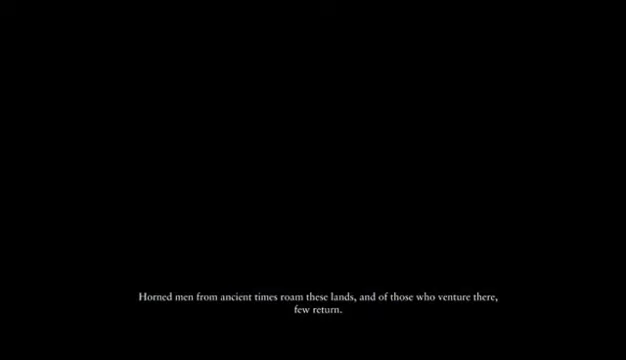 Horned men from ancient times roam these lands, and of those who venture there,
few return.